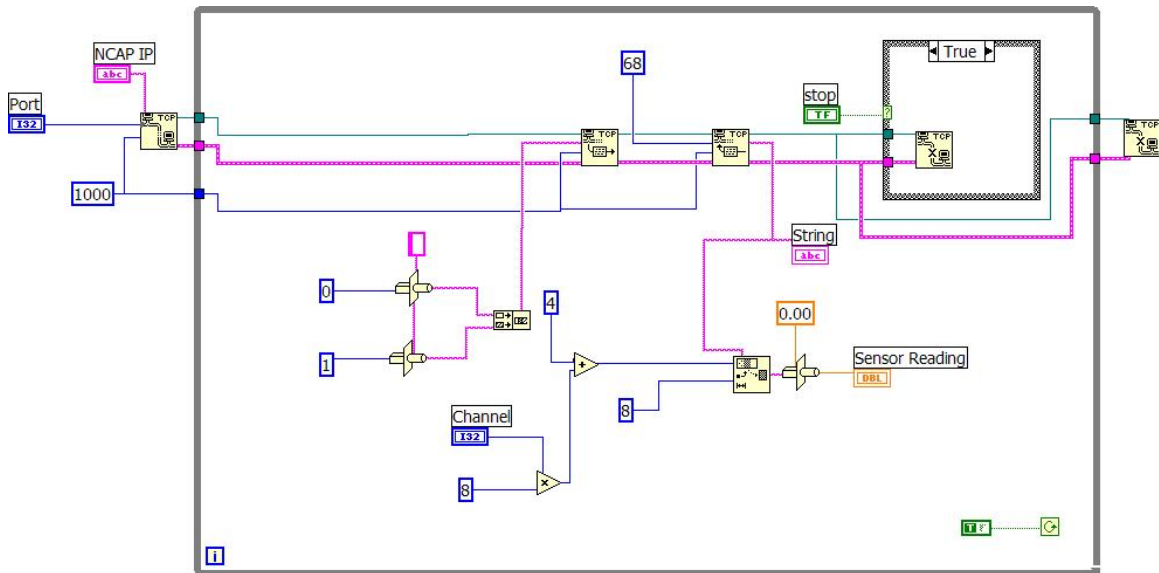 NCAP IP
abc
Port
I32
TCP
1000
68
True
stop
TF
?
TCP
TCP
TCP
TCP
String
abc
0
1
4
0.00
Sensor Reading
DBL
8
Channel
I32
8
T F
i